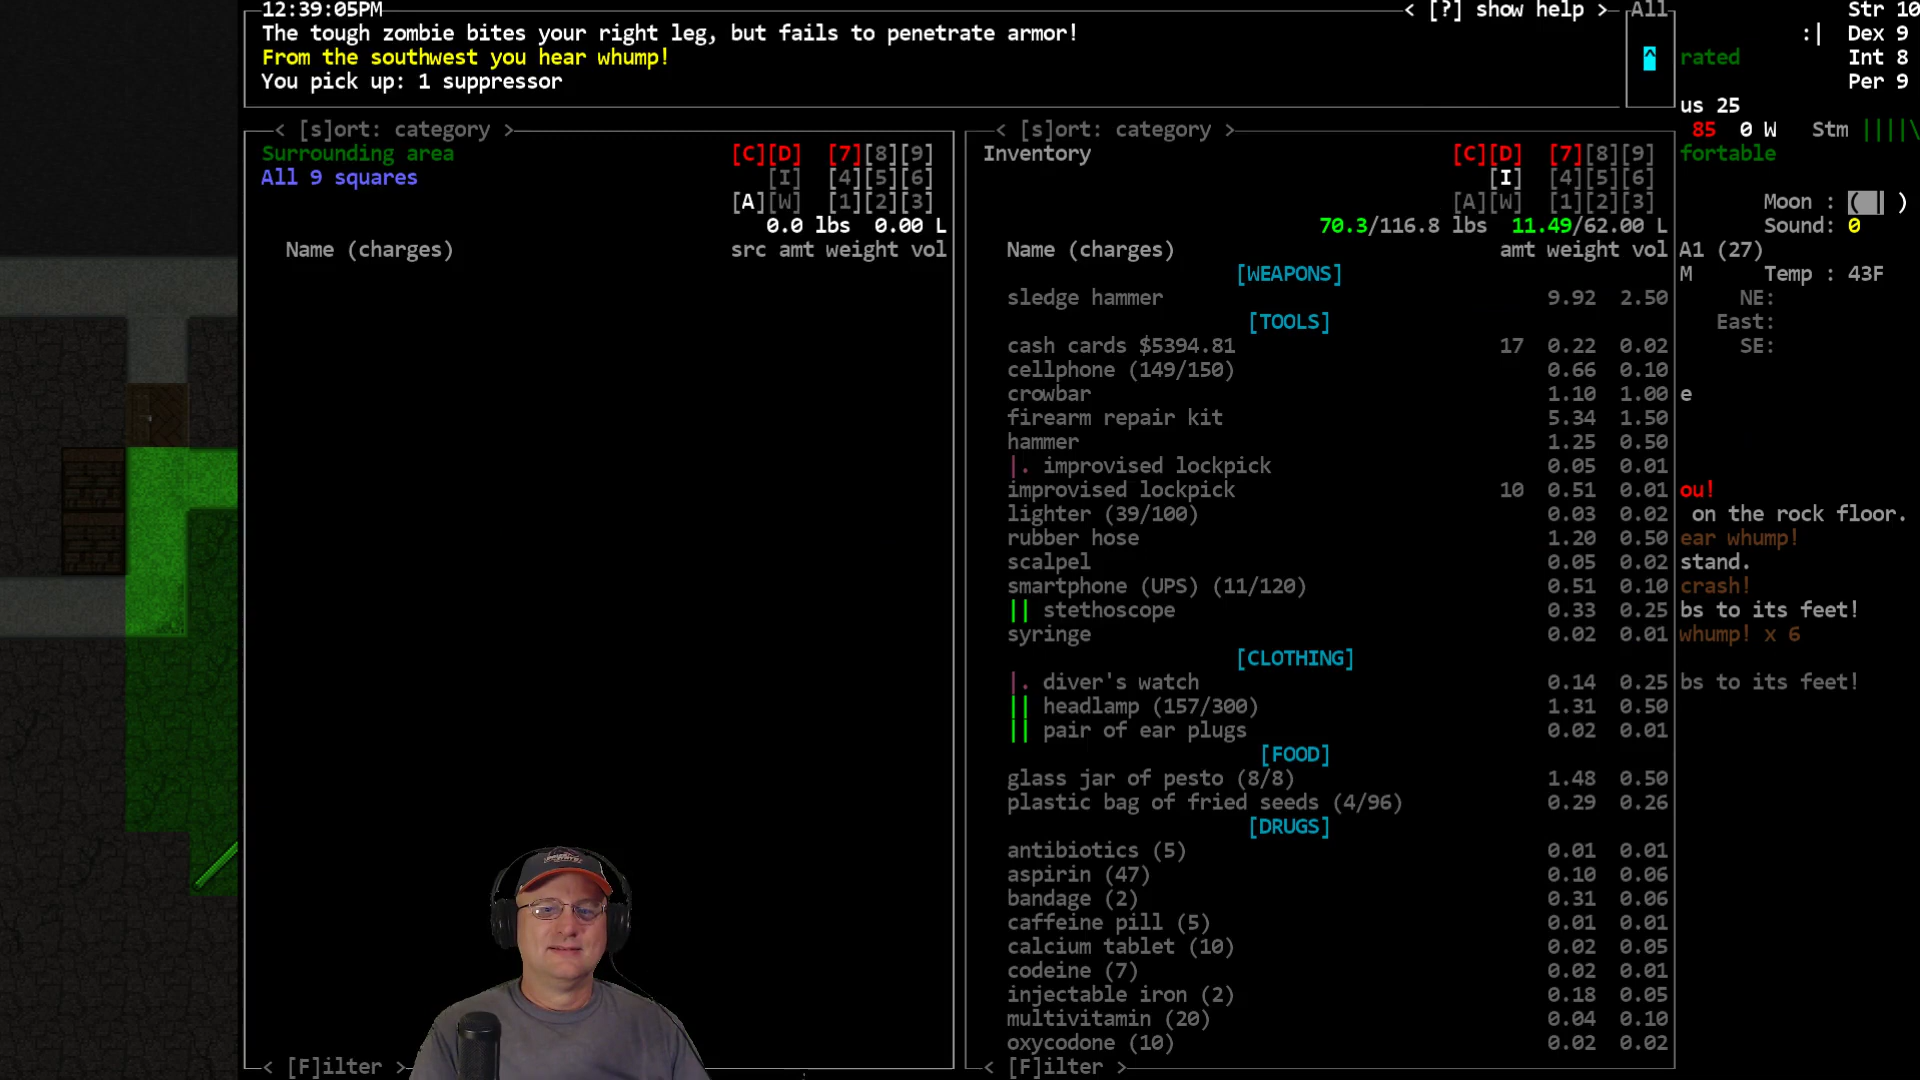 12:39:05PM
< [?] show help >
The tough zombie bites your right leg, but fails to penetrate armor!
From the southwest you hear whump!
You pick up: 1 suppressor
All
^
Str 10
:| Dex 9
rated Int 8
Per 9
us 25
85 0 W Stm ||||\
fortable
Moon : ( | )
Sound: 0
A1 (27)
M Temp : 43F
NE:
East:
SE:
e
ou!
on the rock floor.
ear whump!
stand.
crash!
bs to its feet!
whump! x 6
bs to its feet!
< [s]ort: category >
Surrounding area [C][D] [7][8][9]
All 9 squares [I] [4][5][6]
[A][W] [1][2][3]
0.0 lbs 0.00 L
Name (charges) src amt weight vol
< [F]ilter >
< [s]ort: category >
Inventory [C][D] [7][8][9]
[I] [4][5][6]
[A][W] [1][2][3]
70.3/116.8 lbs 11.49/62.00 L
Name (charges) amt weight vol
[WEAPONS]
sledge hammer 9.92 2.50
[TOOLS]
cash cards $5394.81 17 0.22 0.02
cellphone (149/150) 0.66 0.10
crowbar 1.10 1.00
firearm repair kit 5.34 1.50
hammer 1.25 0.50
|. improvised lockpick 0.05 0.01
improvised lockpick 10 0.51 0.01
lighter (39/100) 0.03 0.02
rubber hose 1.20 0.50
scalpel 0.05 0.02
smartphone (UPS) (11/120) 0.51 0.10
|| stethoscope 0.33 0.25
syringe 0.02 0.01
[CLOTHING]
|. diver's watch 0.14 0.25
|| headlamp (157/300) 1.31 0.50
|| pair of ear plugs 0.02 0.01
[FOOD]
glass jar of pesto (8/8) 1.48 0.50
plastic bag of fried seeds (4/96) 0.29 0.26
[DRUGS]
antibiotics (5) 0.01 0.01
aspirin (47) 0.10 0.06
bandage (2) 0.31 0.06
caffeine pill (5) 0.01 0.01
calcium tablet (10) 0.02 0.05
codeine (7) 0.02 0.01
injectable iron (2) 0.18 0.05
multivitamin (20) 0.04 0.10
oxycodone (10) 0.02 0.02
< [F]ilter >